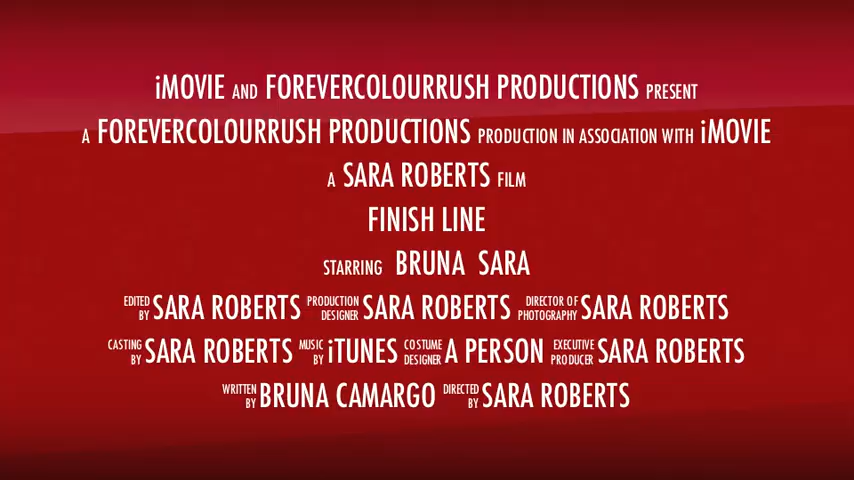 iMOVIE AND FOREVERCOLOURRUSH PRODUCTIONS PRESENT
A FOREVERCOLOURRUSH PRODUCTIONS PRODUCTION IN ASSOCIATION WITH iMOVIE
A SARA ROBERTS FILM
FINISH LINE
STARRING BRUNA SARA
EDITED BY SARA ROBERTS PRODUCTION DESIGNER SARA ROBERTS DIRECTOR OF PHOTOGRAPHY SARA ROBERTS
CASTING BY SARA ROBERTS MUSIC BY iTUNES COSTUME DESIGNER A PERSON EXECUTIVE PRODUCER SARA ROBERTS
WRITTEN BY BRUNA CAMARGO DIRECTED BY SARA ROBERTS